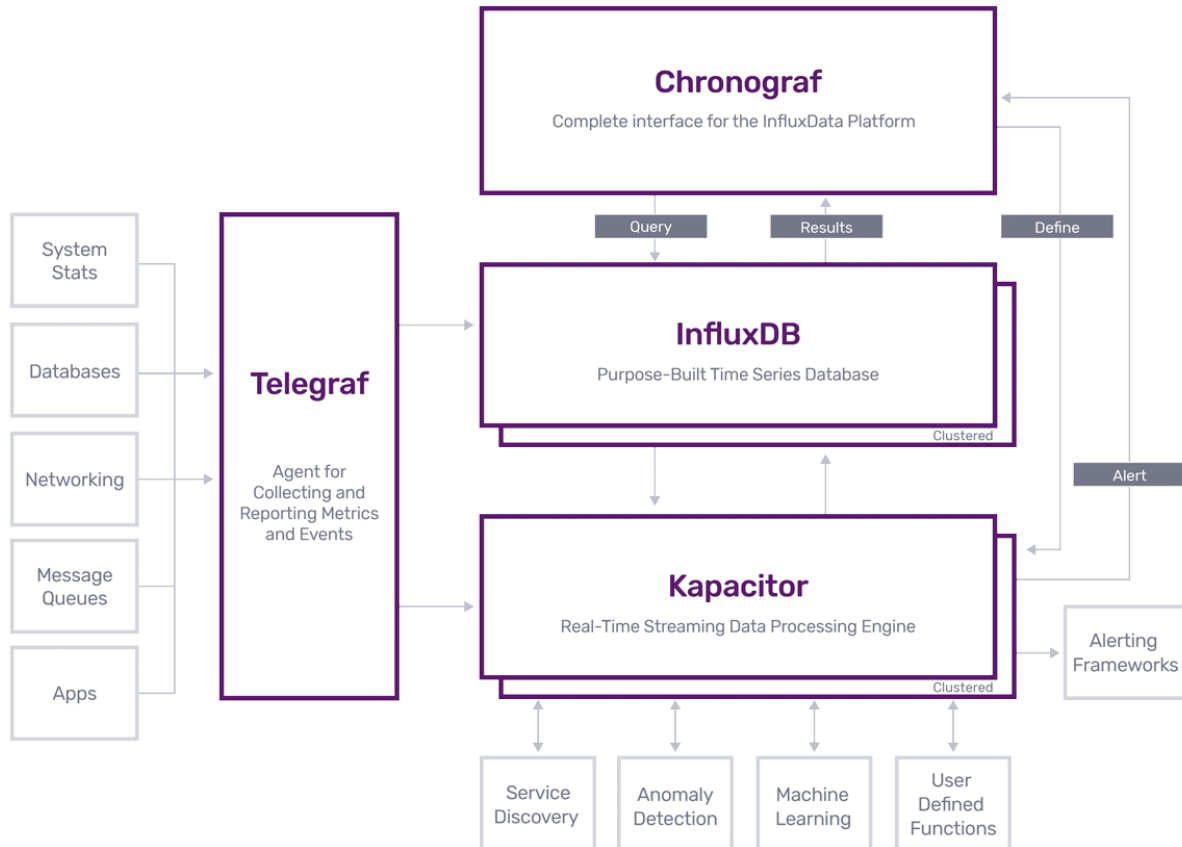 Chronograf
Complete interface for the InfluxData Platform
Query
Results
Define
System
Stats
Databases
Networking
Message
Queues
Apps
Telegraf
Agent for
Collecting and
Reporting Metrics
and Events
InfluxDB
Purpose-Built Time Series Database
Clustered
Alert
Kapacitor
Real-Time Streaming Data Processing Engine
Clustered
Alerting
Frameworks
Service
Discovery
Anomaly
Detection
Machine
Learning
User
Defined
Functions